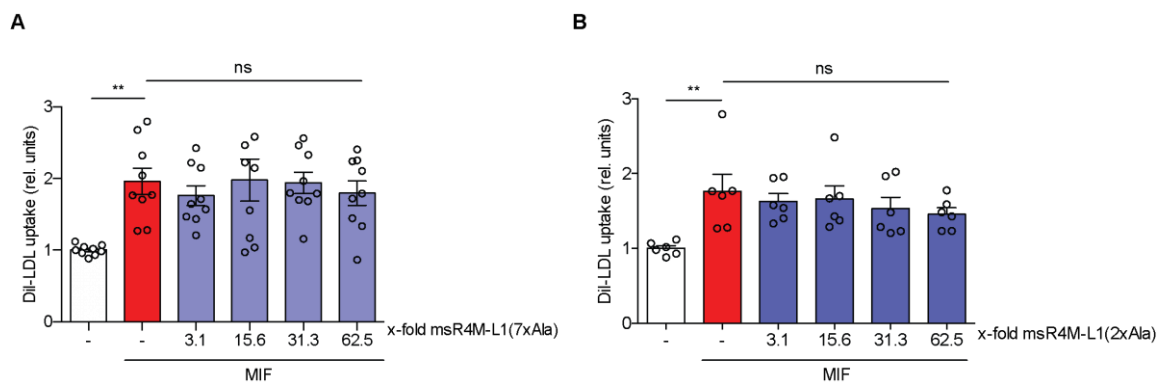 A
ns
**
3
2
1
0
Dil-LDL uptake (rel. units)
- - 3.1 15.6 31.3 62.5 x-fold msR4M-L1(7xAla)
MIF
B
ns
**
3
2
1
0
Dil-LDL uptake (rel. units)
- - 3.1 15.6 31.3 62.5 x-fold msR4M-L1(2xAla)
MIF